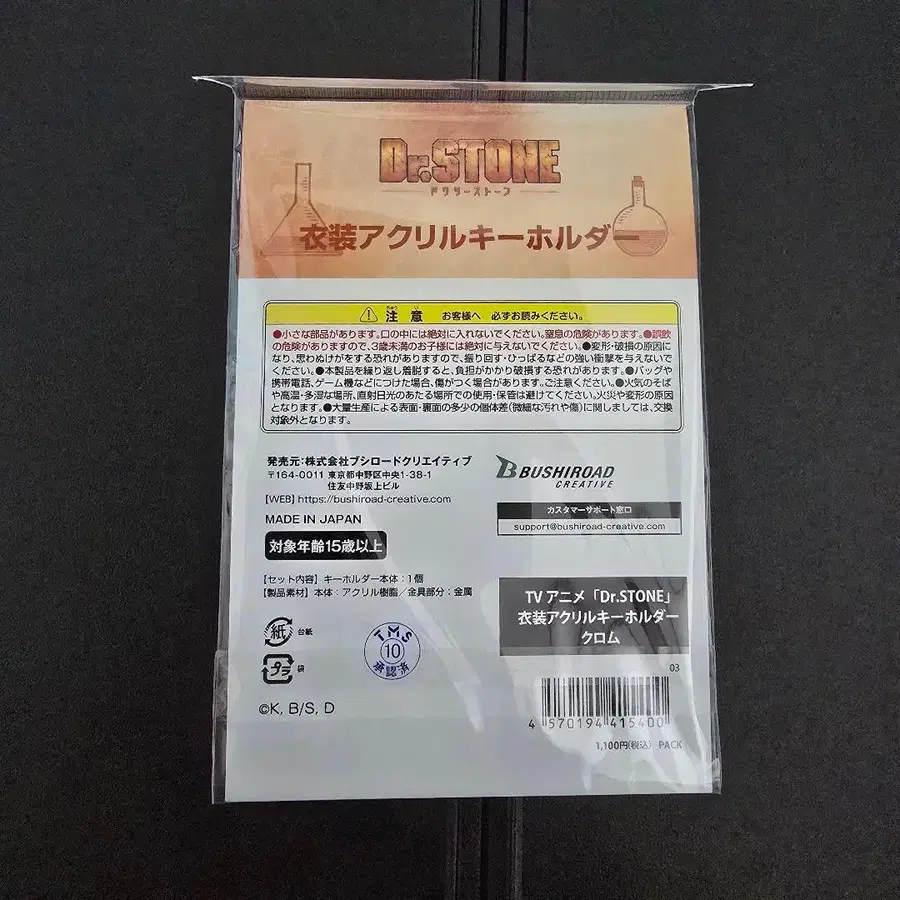 Dr.STONE
ドクターストーン
衣装アクリルキーホルダー
注意 お客様へ 必ずお読みください。
●小さな部品があります。口の中には絶対に入れないでください。窒息の危険があります。●誤飲
の危険がありますので、3歳未満のお子様には絶対に与えないでください。●変形・破損の原因に
なり、思わぬけがをする恐れがありますので、振り回す・ひっぱるなどの強い衝撃を与えないで
ください。●本製品を繰り返し着脱すると、負担がかかり破損する恐れがあります。●バッグや
携帯電話、ゲーム機などにつけた場合、傷がつく場合があります。ご注意ください。●火気のそば
や高温・多湿な場所、直射日光のあたる場所での使用・保管は避けてください。火災や変形の原因
となります。●大量生産による表面・裏面の多少の個体差(微細な汚れや傷)に関しましては、交換
対象外となります。
発売元：株式会社ブシロードクリエイティブ
〒164-0011 東京都中野区中央1-38-1
住友中野坂上ビル
【WEB】https://bushiroad-creative.com
MADE IN JAPAN
対象年齢15歳以上
BUSHIROAD
CREATIVE
カスタマーサポート窓口
support@bushiroad-creative.com
【セット内容】キーホルダー本体：1個
【製品素材】本体：アクリル樹脂／金具部分：金属
TV アニメ「Dr.STONE」
衣装アクリルキーホルダー
クロム
紙 台紙
プラ 袋
TMS
10
承認済
©K, B/S, D
03
4 570194 415400
1,100円(税込) PACK